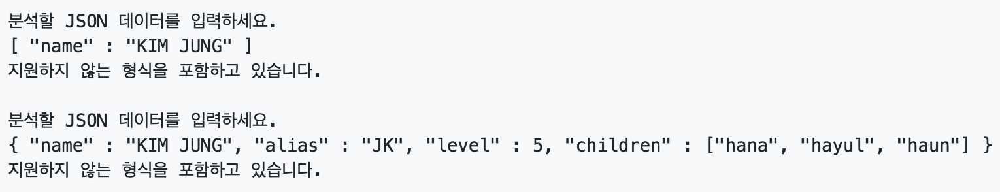 분석할 JSON 데이터를 입력하세요.
[ "name" : "KIM JUNG" ]
지원하지 않는 형식을 포함하고 있습니다.
분석할 JSON 데이터를 입력하세요.
{ "name" : "KIM JUNG", "alias" : "JK", "level" : 5, "children" : ["hana", "hayul", "haun"] }
지원하지 않는 형식을 포함하고 있습니다.